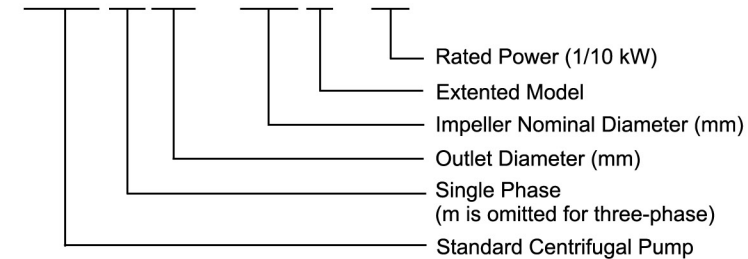 Rated Power (1/10 kW)
Extented Model
Impeller Nominal Diameter (mm)
Outlet Diameter (mm)
Single Phase
(m is omitted for three-phase)
Standard Centrifugal Pump